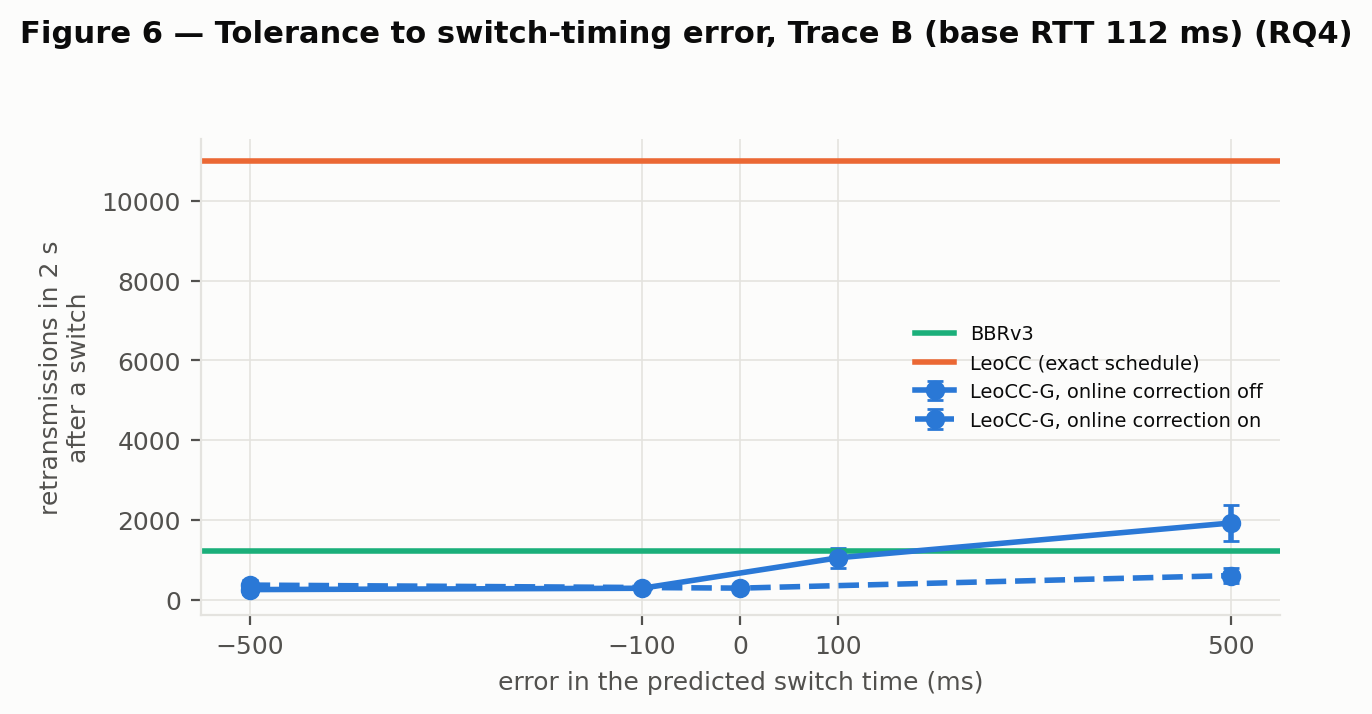 Figure 6 — Tolerance to switch-timing error, Trace B (base RTT 112 ms) (RQ4)
retransmissions in 2 s
after a switch
10000
8000
6000
4000
2000
0
BBRv3
LeoCC (exact schedule)
LeoCC-G, online correction off
LeoCC-G, online correction on
−500
−100
0
100
500
error in the predicted switch time (ms)